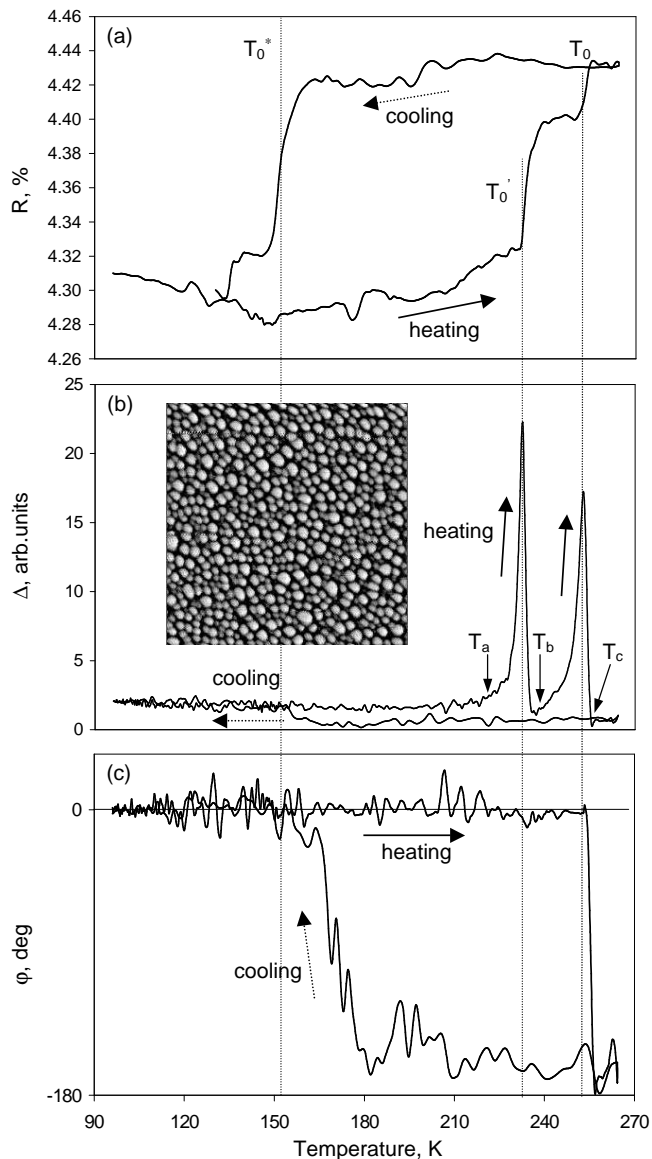 4.46
4.44
4.42
4.40
4.38
4.36
4.34
4.32
4.30
4.28
4.26
R, %
(a)
T0*
T0
cooling
T0'
heating
25
20
15
10
5
0
Δ, arb.units
(b)
heating
Ta
Tb
Tc
cooling
0
-180
φ, deg
(c)
heating
cooling
90 120 150 180 210 240 270
Temperature, K